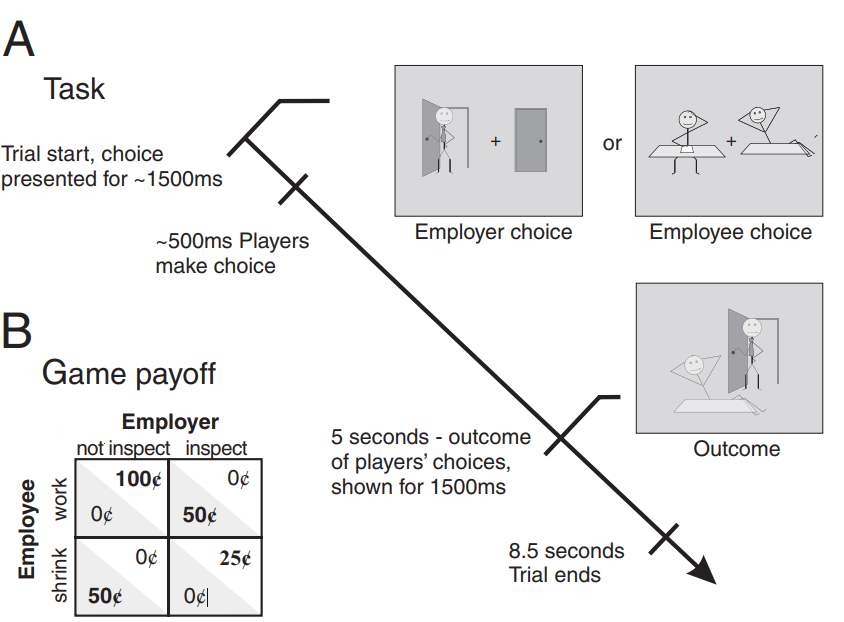 A
Task
Trial start, choice
presented for ~1500ms
~500ms Players
make choice
+
or
+
Employer choice
Employee choice
5 seconds - outcome
of players’ choices,
shown for 1500ms
Outcome
8.5 seconds
Trial ends
B
Game payoff
Employer
not inspect inspect
Employee
work
100¢ 0¢
0¢ 50¢
shrink
0¢ 25¢
50¢ 0¢|